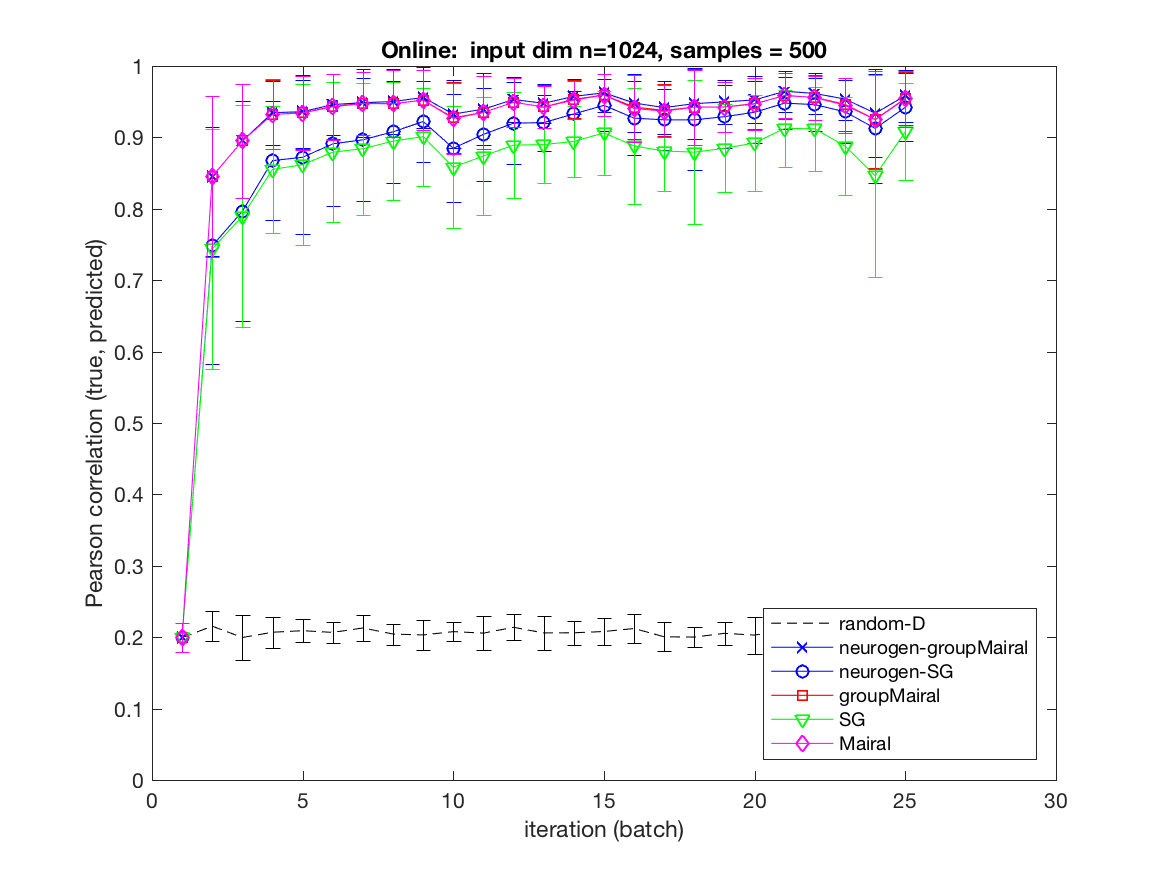 Online:  input dim n=1024, samples = 500
Pearson correlation (true, predicted)
1
0.9
0.8
0.7
0.6
0.5
0.4
0.3
0.2
0.1
0
0 5 10 15 20 25 30
iteration (batch)
random-D
neurogen-groupMairal
neurogen-SG
groupMairal
SG
Mairal